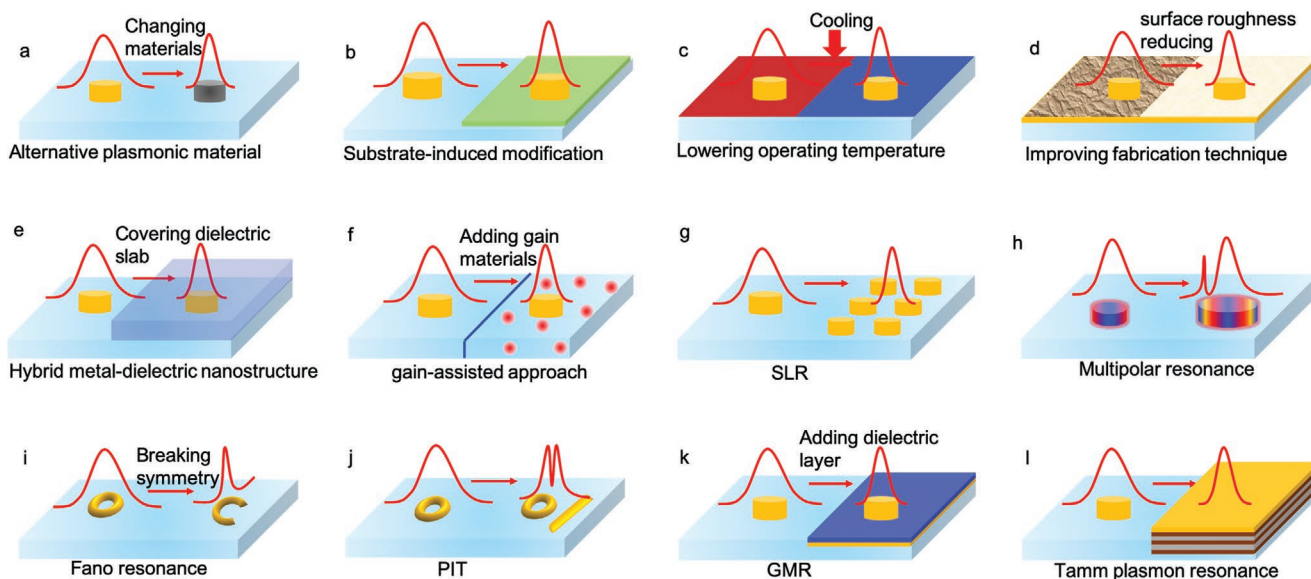 a
Changing
materials
Alternative plasmonic material
b
Substrate-induced modification
c
Cooling
Lowering operating temperature
d
surface roughness
reducing
Improving fabrication technique
e
Covering dielectric
slab
Hybrid metal-dielectric nanostructure
f
Adding gain
materials
gain-assisted approach
g
SLR
h
Multipolar resonance
i
Breaking
symmetry
Fano resonance
j
PIT
k
Adding dielectric
layer
GMR
l
Tamm plasmon resonance